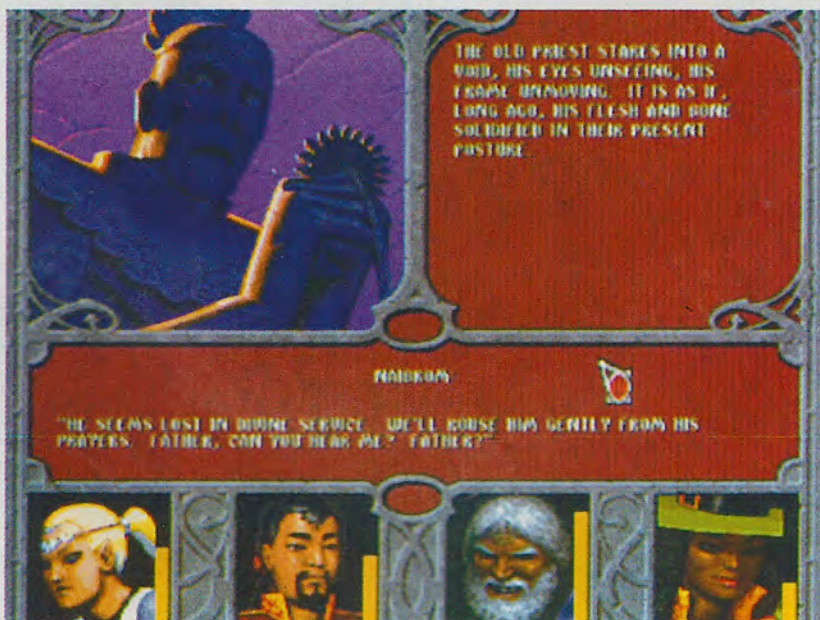 THE OLD PRIEST STARES INTO A
VOID, HIS EYES UNSEEING, HIS
FRAME UNMOVING. IT IS AS IF,
LONG AGO, HIS FLESH AND BONE
SOLIDIFIED IN THEIR PRESENT
POSTURE.
NAIBROM
"HE SEEMS LOST IN DIVINE SERVICE. WE'LL ROUSE HIM GENTLY FROM HIS
PRAYERS. FATHER, CAN YOU HEAR ME? FATHER?"